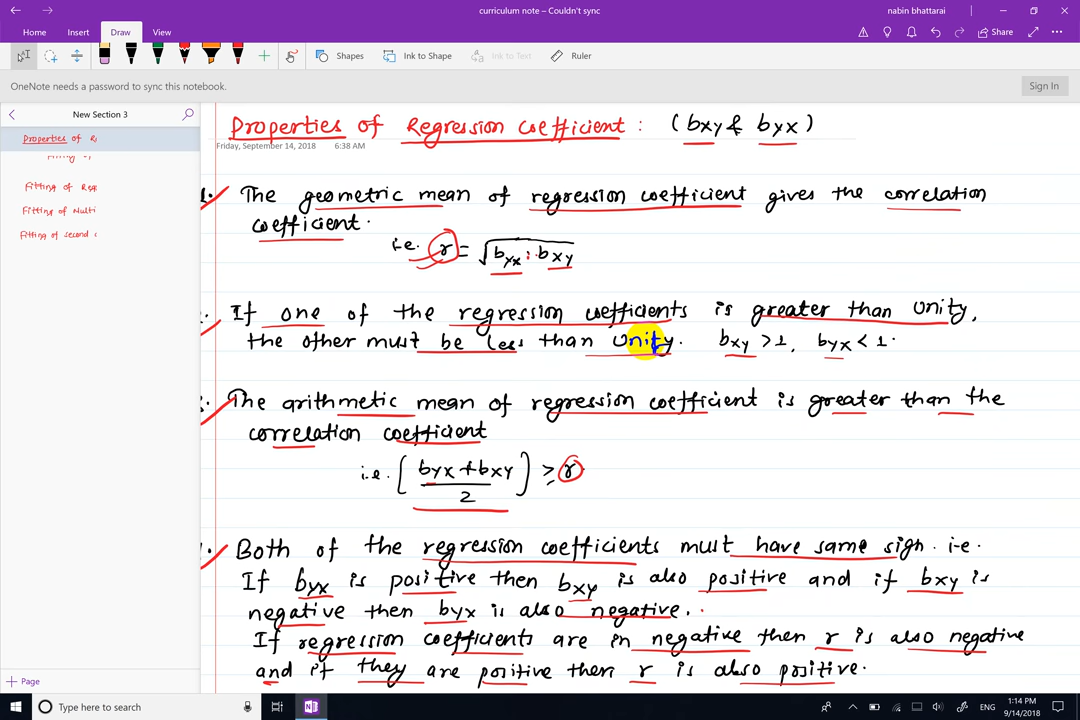 curriculum note – Couldn't sync
nabin bhattarai
Home Insert Draw View
Share
Shapes Ink to Shape Ink to Text Ruler
OneNote needs a password to sync this notebook.
Sign In
New Section 3
Properties of R
Fitting of Reg
Fitting of Multi
Fitting of second c
Page
Properties of Regression coefficient : (bxy & byx)
Friday, September 14, 2018 6:38 AM
The geometric mean of regression coefficient gives the correlation
coefficient.
i.e. r = √byx · bxy
If one of the regression coefficients is greater than Unity,
the other must be less than Unity. bxy > 1, byx < 1.
The arithmetic mean of regression coefficient is greater than the
correlation coefficient
i.e. [byx + bxy / 2] ≥ r
Both of the regression coefficients must have same sign. i.e.
If byx is positive then bxy is also positive and if bxy is
negative then byx is also negative.
If regression coefficients are in negative then r is also negative
and if they are positive then r is also positive.
Type here to search
ENG
1:14 PM
9/14/2018